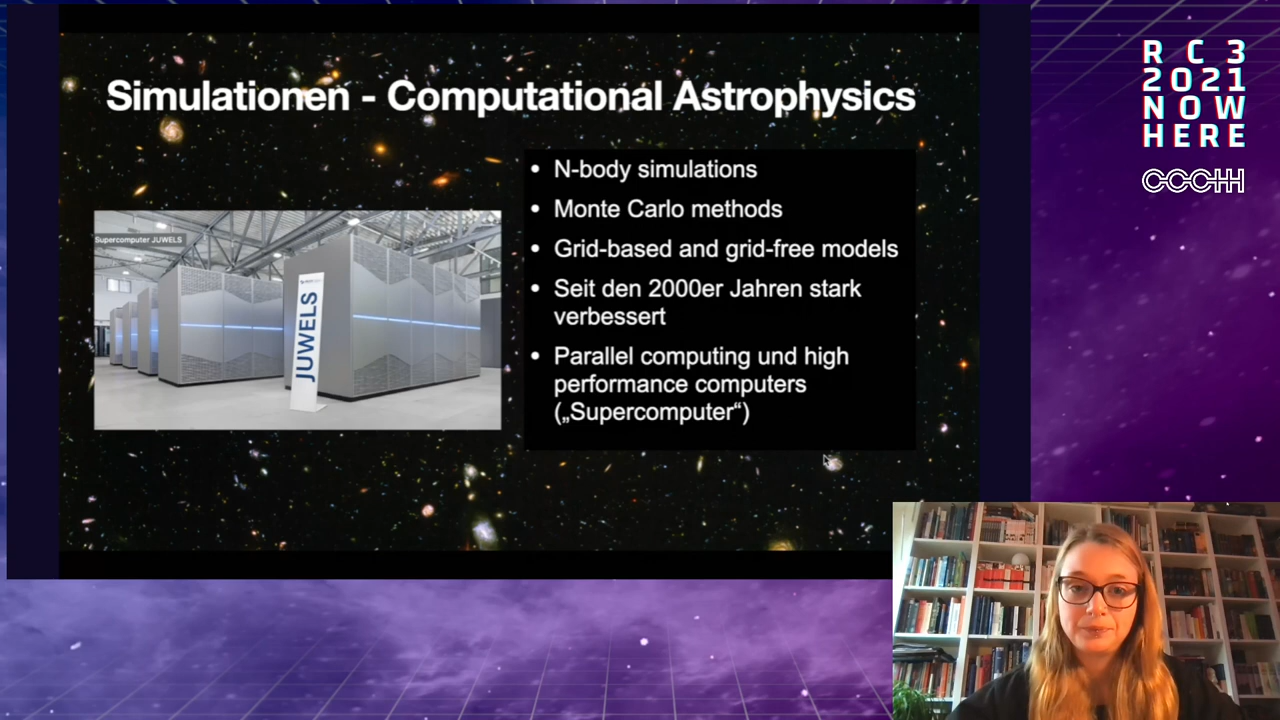 Simulationen - Computational Astrophysics
Supercomputer JUWELS
JUWELS
• N-body simulations
• Monte Carlo methods
• Grid-based and grid-free models
• Seit den 2000er Jahren stark
verbessert
• Parallel computing und high
performance computers
(„Supercomputer“)
R C 3
2021
NOW
HERE
CCCHH